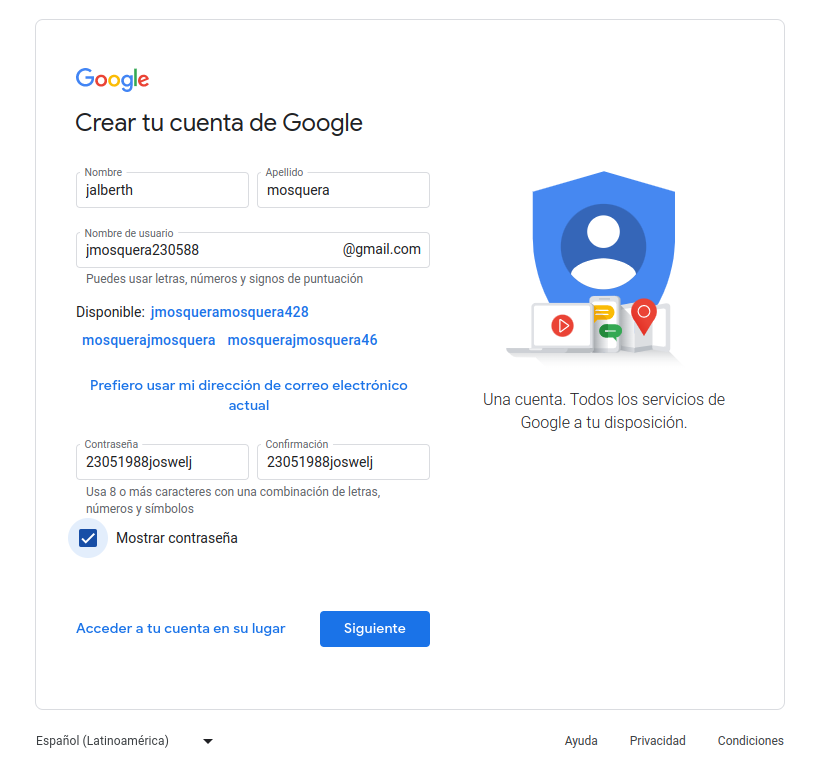 Google
Crear tu cuenta de Google
Nombre
jalberth
Apellido
mosquera
Nombre de usuario
jmosquera230588
@gmail.com
Puedes usar letras, números y signos de puntuación
Disponible: jmosqueramosquera428
mosquerajmosquera mosquerajmosquera46
Prefiero usar mi dirección de correo electrónico
actual
Contraseña
23051988joswelj
Confirmación
23051988joswelj
Usa 8 o más caracteres con una combinación de letras,
números y símbolos
Mostrar contraseña
Acceder a tu cuenta en su lugar
Siguiente
Una cuenta. Todos los servicios de
Google a tu disposición.
Español (Latinoamérica)
Ayuda
Privacidad
Condiciones